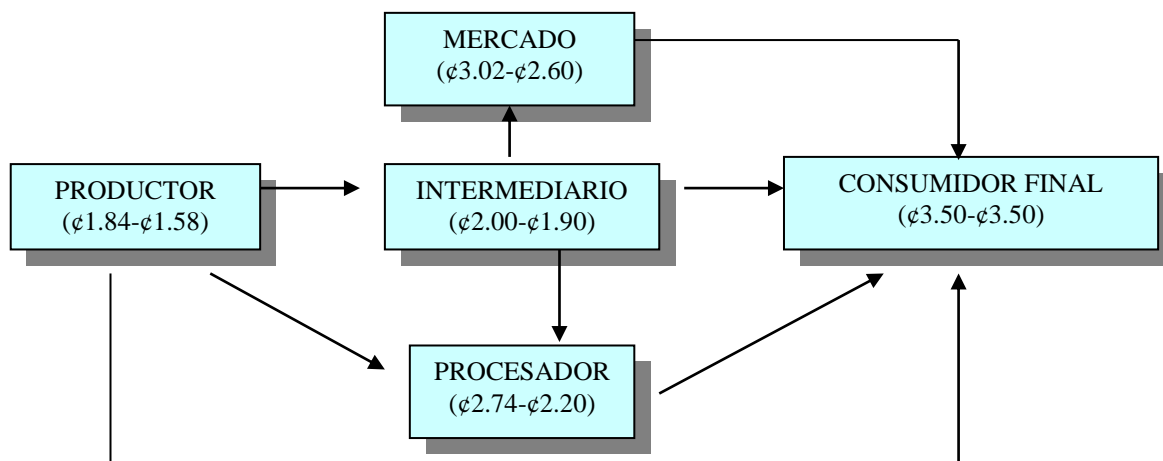 MERCADO
(¢3.02-¢2.60)
PRODUCTOR
(¢1.84-¢1.58)
INTERMEDIARIO
(¢2.00-¢1.90)
CONSUMIDOR FINAL
(¢3.50-¢3.50)
PROCESADOR
(¢2.74-¢2.20)